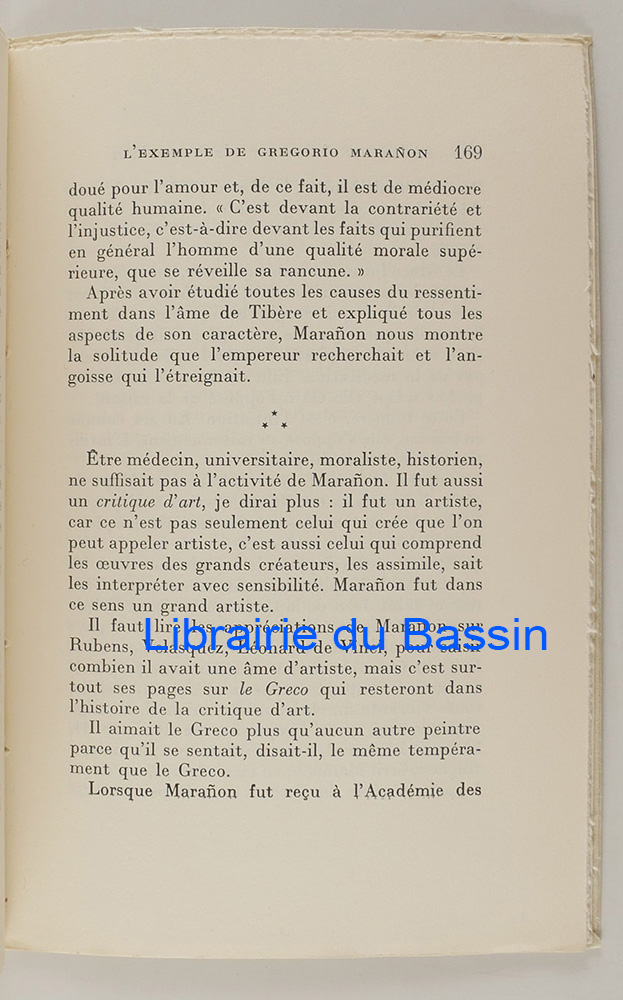 L'EXEMPLE DE GREGORIO MARAÑON 169
doué pour l'amour et, de ce fait, il est de médiocre
qualité humaine. « C'est devant la contrariété et
l'injustice, c'est-à-dire devant les faits qui purifient
en général l'homme d'une qualité morale supé-
rieure, que se réveille sa rancune. »
Après avoir étudié toutes les causes du ressenti-
ment dans l'âme de Tibère et expliqué tous les
aspects de son caractère, Marañon nous montre
la solitude que l'empereur recherchait et l'an-
goisse qui l'étreignait.
Être médecin, universitaire, moraliste, historien,
ne suffisait pas à l'activité de Marañon. Il fut aussi
un critique d'art, je dirai plus : il fut un artiste,
car ce n'est pas seulement celui qui crée que l'on
peut appeler artiste, c'est aussi celui qui comprend
les œuvres des grands créateurs, les assimile, sait
les interpréter avec sensibilité. Marañon fut dans
ce sens un grand artiste.
Il faut lire les appréciations de Marañon sur
Librairie du Bassin
Rubens, Velasquez, Léonard de Vinci, pour saisir
combien il avait une âme d'artiste, mais c'est sur-
tout ses pages sur le Greco qui resteront dans
l'histoire de la critique d'art.
Il aimait le Greco plus qu'aucun autre peintre
parce qu'il se sentait, disait-il, le même tempéra-
ment que le Greco.
Lorsque Marañon fut reçu à l'Académie des